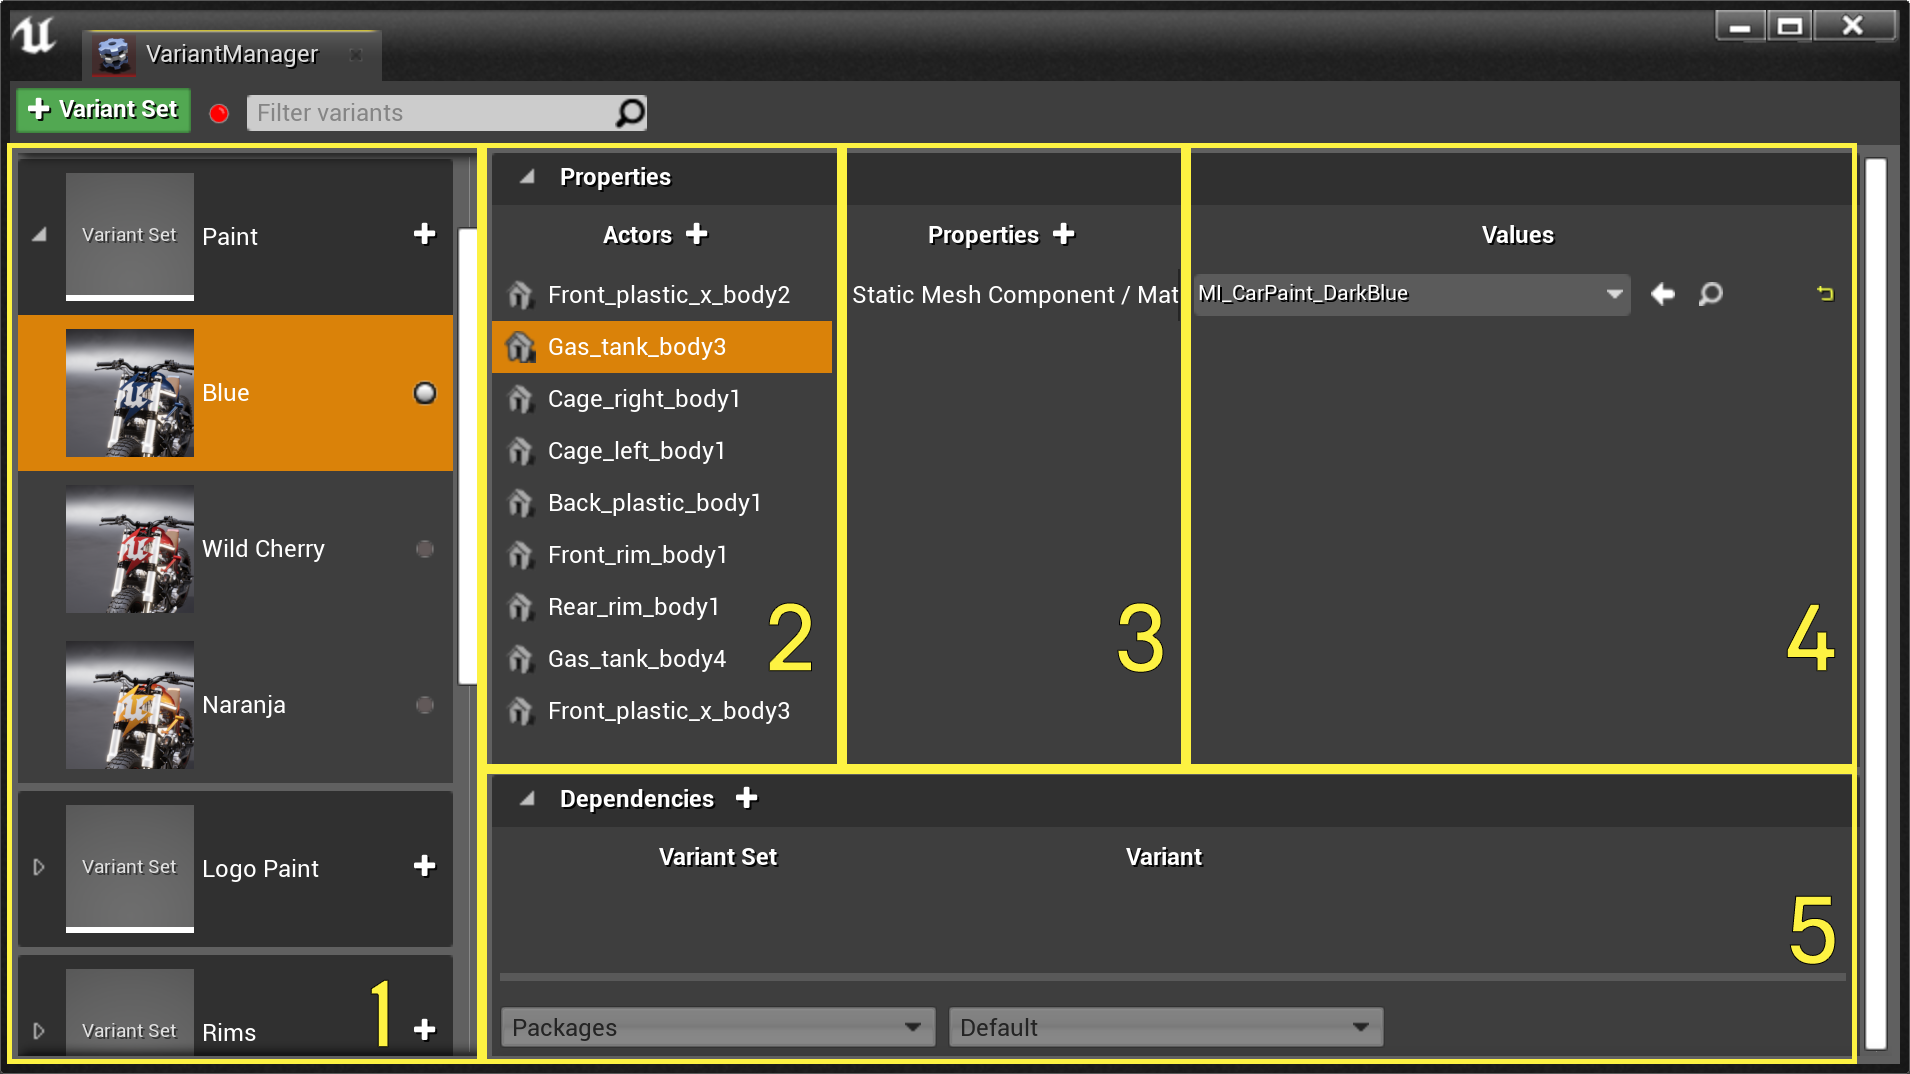 VariantManager
Variant Set
Filter variants
Variant Set
Paint
Blue
Wild Cherry
Naranja
Variant Set
Logo Paint
Variant Set
Rims
1
Properties
Actors
Front_plastic_x_body2
Gas_tank_body3
Cage_right_body1
Cage_left_body1
Back_plastic_body1
Front_rim_body1
Rear_rim_body1
Gas_tank_body4
Front_plastic_x_body3
2
Properties
Static Mesh Component / Mat
3
Values
MI_CarPaint_DarkBlue
4
Dependencies
Variant Set
Variant
Packages
Default
5